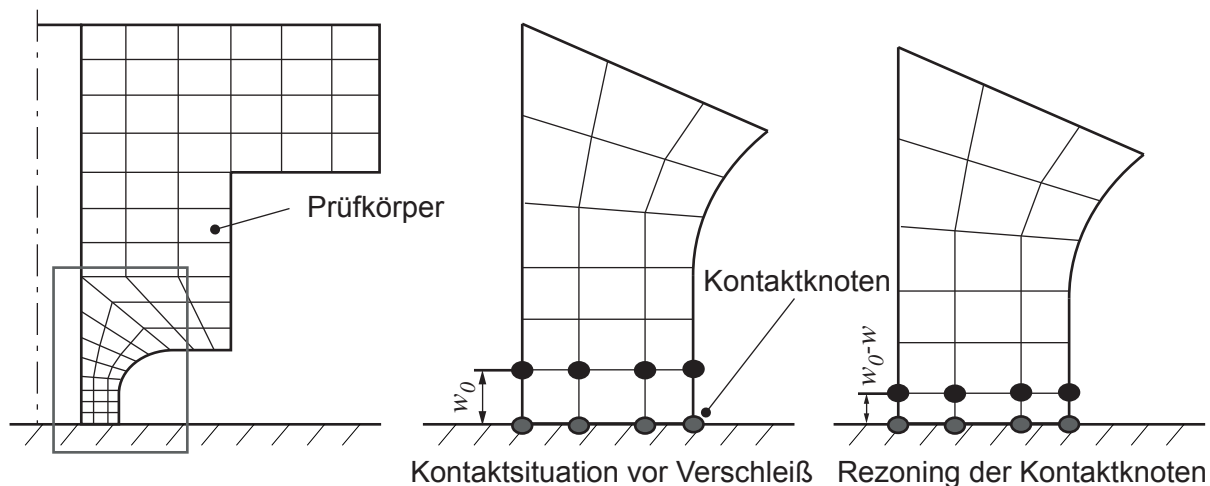 Prüfkörper
Kontaktknoten
w0
w0-w
Kontaktsituation vor Verschleiß
Rezoning der Kontaktknoten